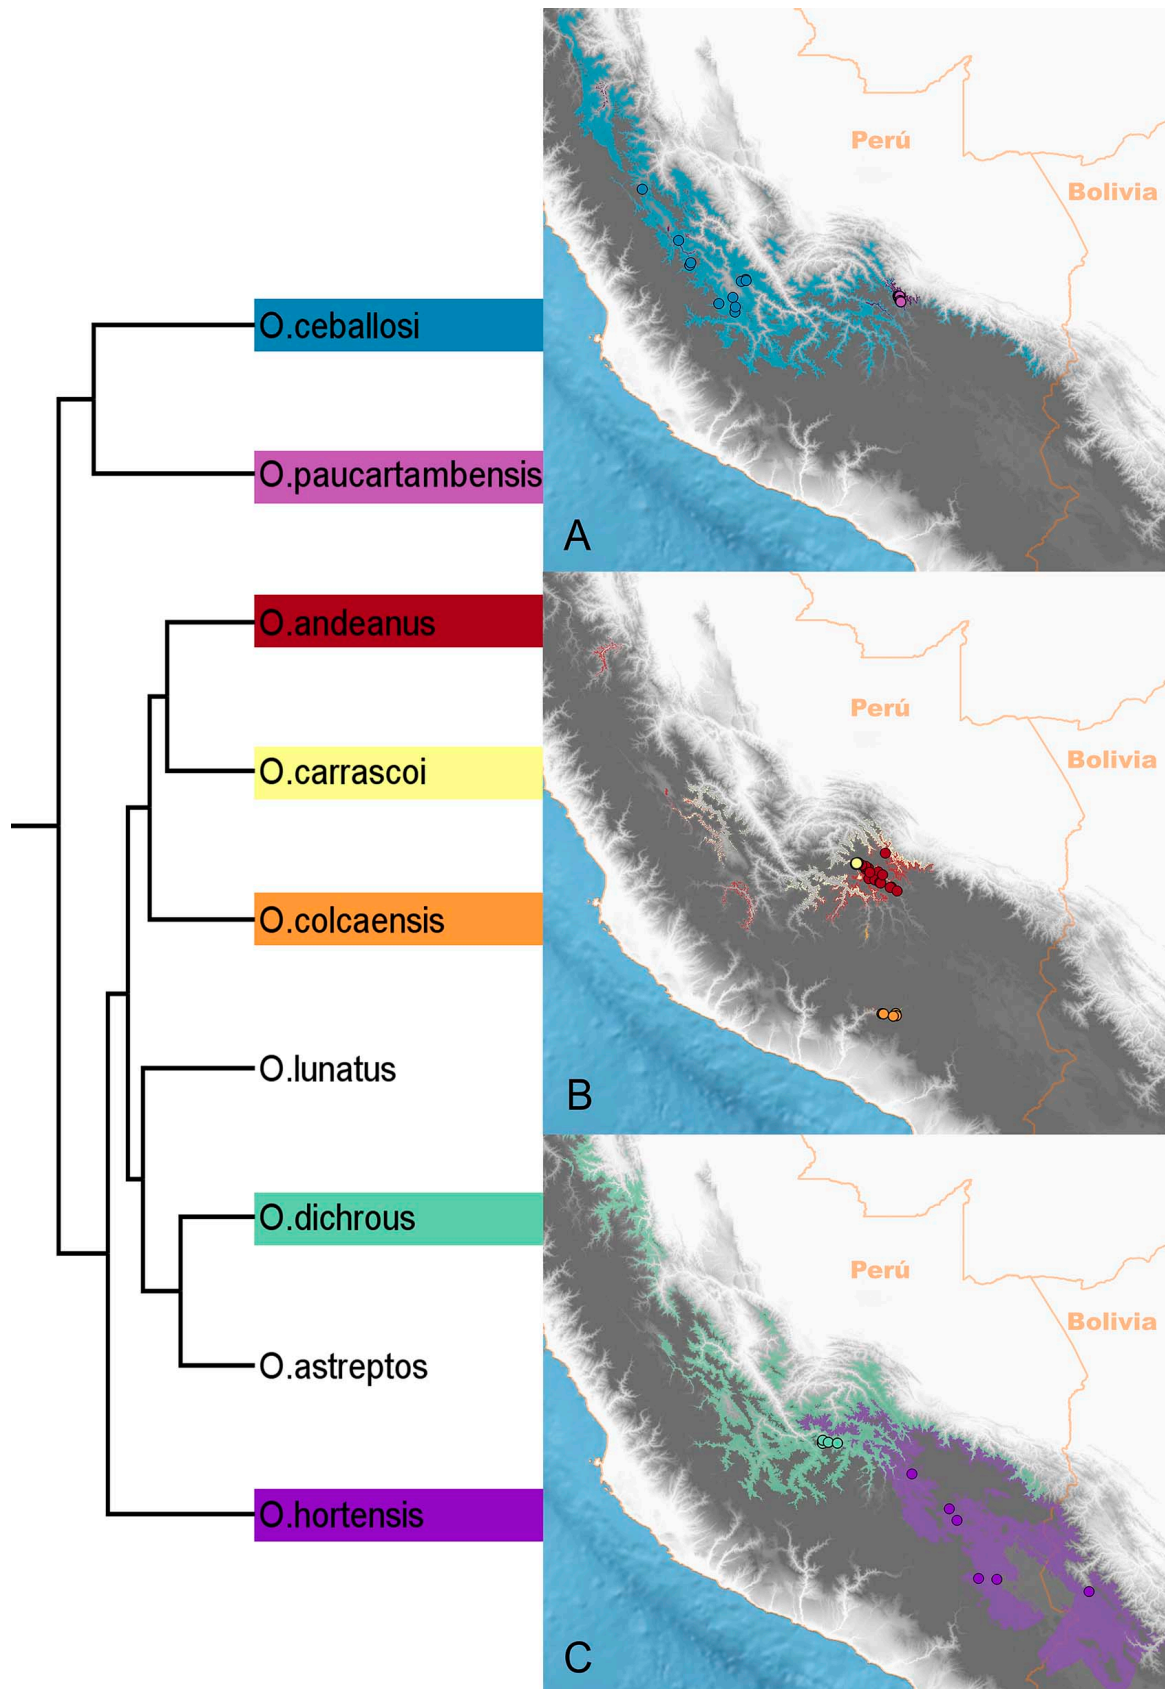 Perú
Bolivia
O.ceballosi
O.paucartambensis
A
O.andeanus
O.carrascoi
O.colcaensis
Perú
Bolivia
B
O.lunatus
O.dichrous
O.astreptos
O.hortensis
Perú
Bolivia
C